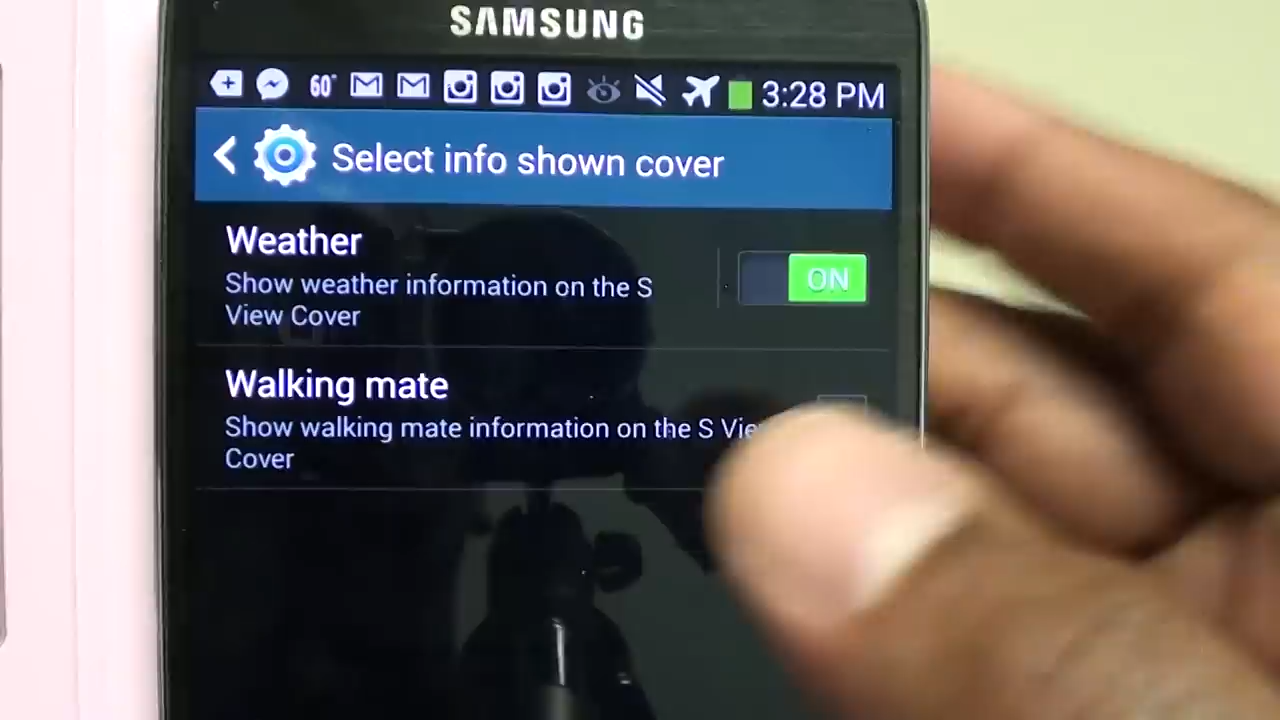 SAMSUNG
60° 3:28 PM
Select info shown cover
Weather
Show weather information on the S
View Cover
ON
Walking mate
Show walking mate information on the S
Cover